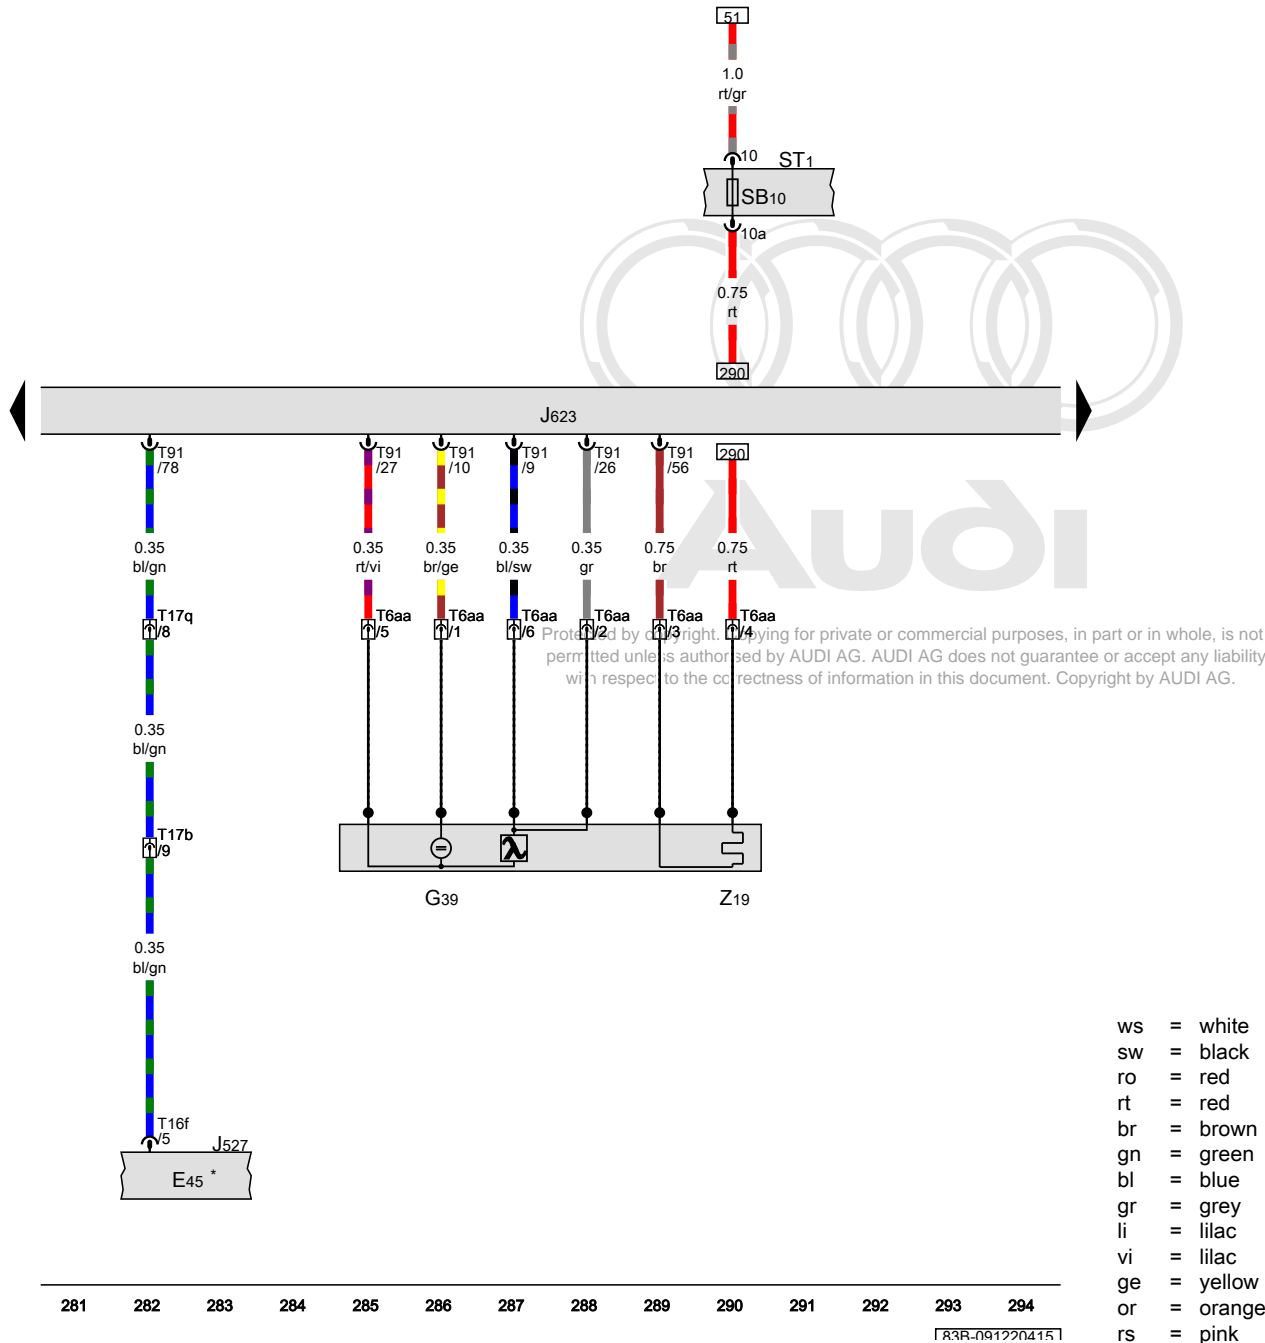 51
1.0
rt/gr
10 ST1
SB10
10a
0.75
rt
290
J623
T91 T91 T91 T91 T91 T91 290
/78 /27 /10 /9 /26 /56
Audi
0.35 0.35 0.35 0.35 0.35 0.75 0.75
bl/gn rt/vi br/ge bl/sw gr br rt
T17q T6aa T6aa T6aa T6aa T6aa T6aa
/8 /5 /1 /6 /2 /3 /4
Protected by copyright. Copying for private or commercial purposes, in part or in whole, is not
permitted unless authorised by AUDI AG. AUDI AG does not guarantee or accept any liability
with respect to the correctness of information in this document. Copyright by AUDI AG.
0.35
bl/gn
T17b
/9
λ
G39 Z19
0.35
bl/gn
T16f
/5 J527
E45 *
ws = white
sw = black
ro = red
rt = red
br = brown
gn = green
bl = blue
gr = grey
li = lilac
vi = lilac
ge = yellow
or = orange
rs = pink
281 282 283 284 285 286 287 288 289 290 291 292 293 294
83B-091220415